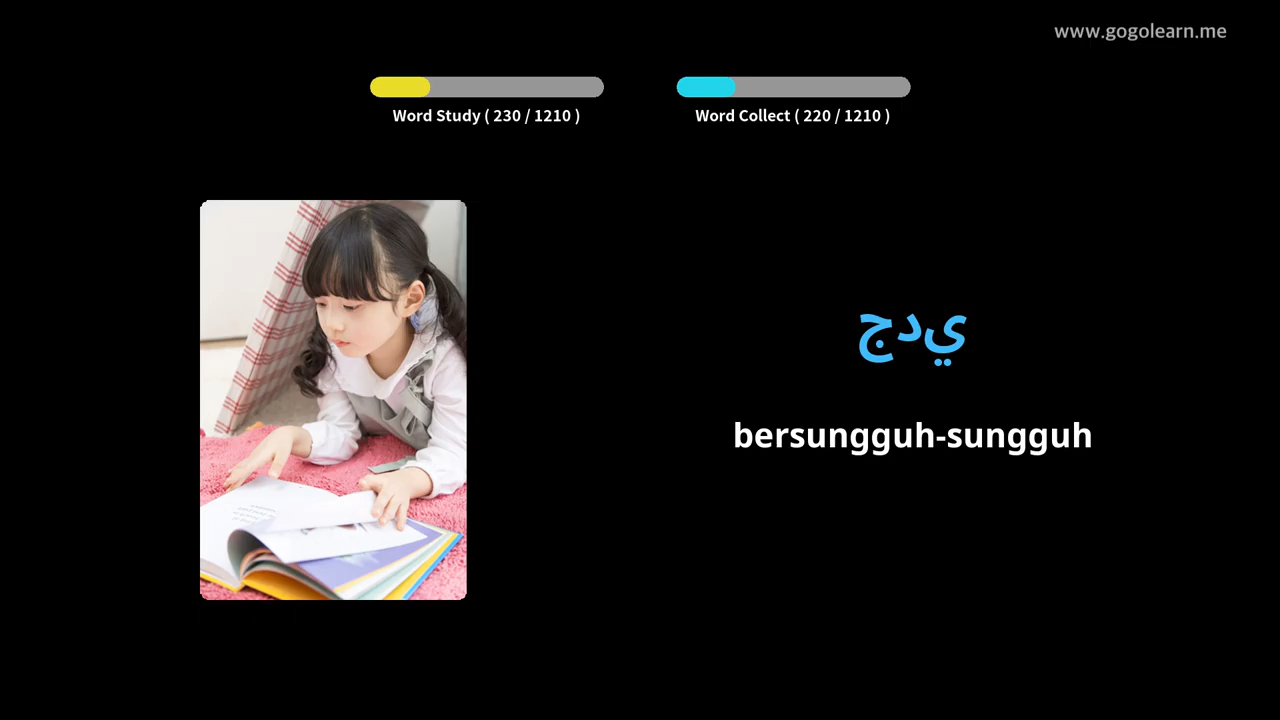 www.gogolearn.me
Word Study ( 230 / 1210 )
Word Collect ( 220 / 1210 )
جدي
bersungguh-sungguh